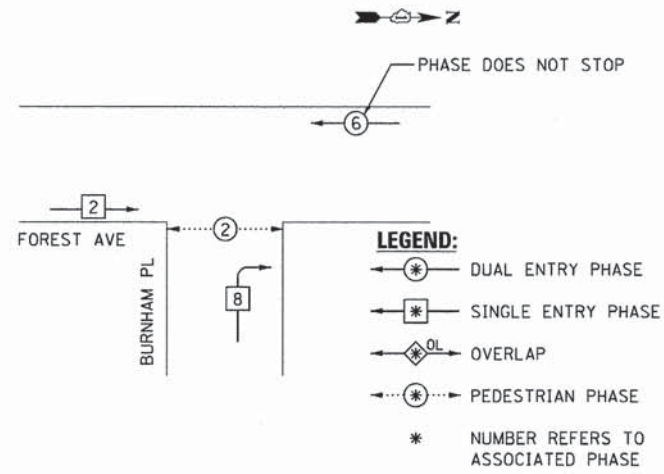 N
PHASE DOES NOT STOP
6
2
FOREST AVE
2
BURNHAM PL
8
LEGEND:
* DUAL ENTRY PHASE
* SINGLE ENTRY PHASE
* OL OVERLAP
* PEDESTRIAN PHASE
* NUMBER REFERS TO
ASSOCIATED PHASE